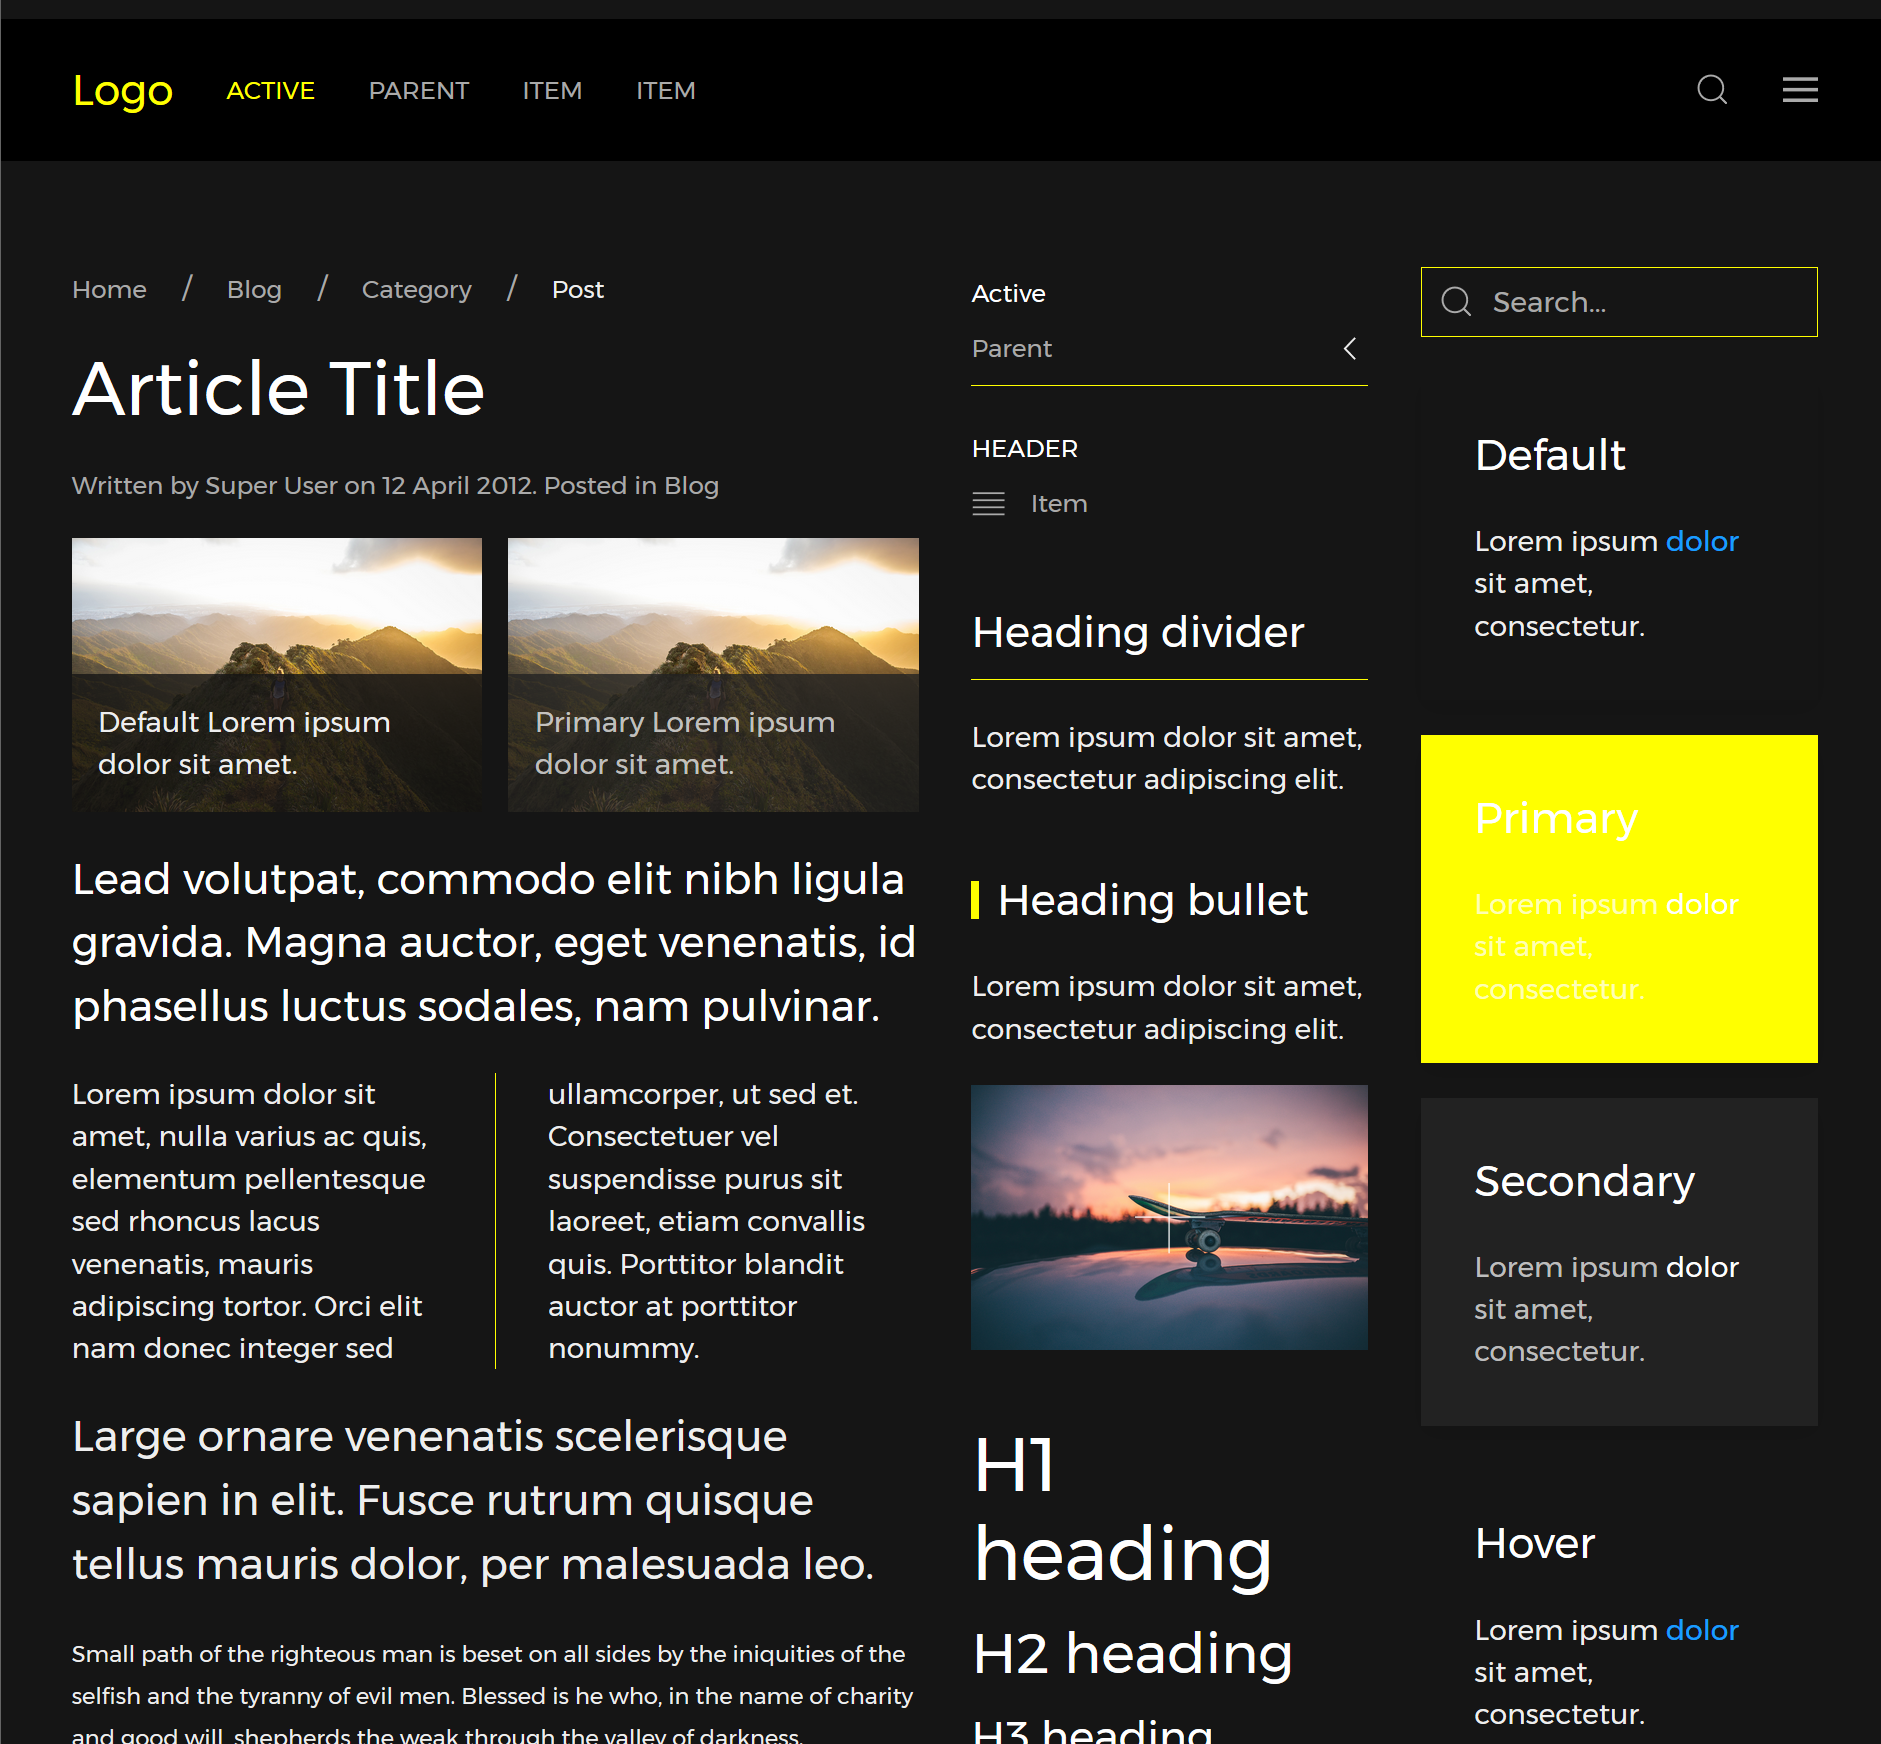 Logo ACTIVE PARENT ITEM ITEM
Home / Blog / Category / Post
Article Title
Written by Super User on 12 April 2012. Posted in Blog
Default Lorem ipsum
dolor sit amet.
Primary Lorem ipsum
dolor sit amet.
Lead volutpat, commodo elit nibh ligula
gravida. Magna auctor, eget venenatis, id
phasellus luctus sodales, nam pulvinar.
Lorem ipsum dolor sit
amet, nulla varius ac quis,
elementum pellentesque
sed rhoncus lacus
venenatis, mauris
adipiscing tortor. Orci elit
nam donec integer sed
ullamcorper, ut sed et.
Consectetuer vel
suspendisse purus sit
laoreet, etiam convallis
quis. Porttitor blandit
auctor at porttitor
nonummy.
Large ornare venenatis scelerisque
sapien in elit. Fusce rutrum quisque
tellus mauris dolor, per malesuada leo.
Small path of the righteous man is beset on all sides by the iniquities of the
selfish and the tyranny of evil men. Blessed is he who, in the name of charity
and good will, shepherds the weak through the valley of darkness.
Active
Parent
HEADER
Item
Heading divider
Lorem ipsum dolor sit amet,
consectetur adipiscing elit.
Heading bullet
Lorem ipsum dolor sit amet,
consectetur adipiscing elit.
H1
heading
H2 heading
H3 heading
Search...
Default
Lorem ipsum dolor
sit amet,
consectetur.
Primary
Lorem ipsum dolor
sit amet,
consectetur.
Secondary
Lorem ipsum dolor
sit amet,
consectetur.
Hover
Lorem ipsum dolor
sit amet,
consectetur.